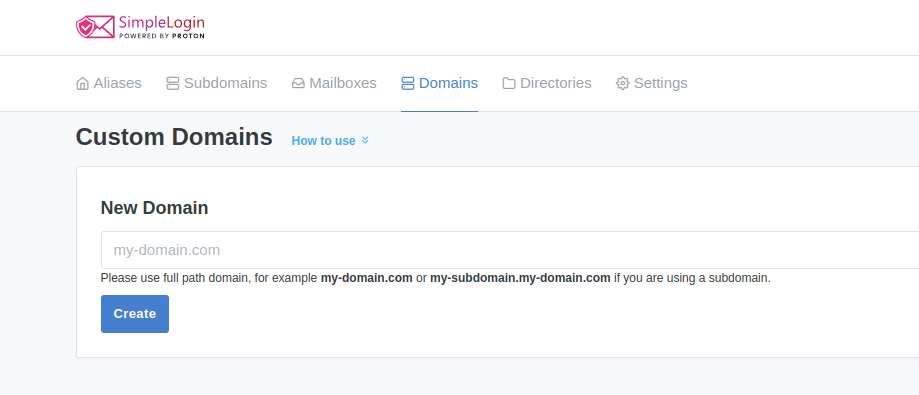 SimpleLogin
POWERED BY PROTON
Aliases Subdomains Mailboxes Domains Directories Settings
Custom Domains How to use
New Domain
my-domain.com
Please use full path domain, for example my-domain.com or my-subdomain.my-domain.com if you are using a subdomain.
Create